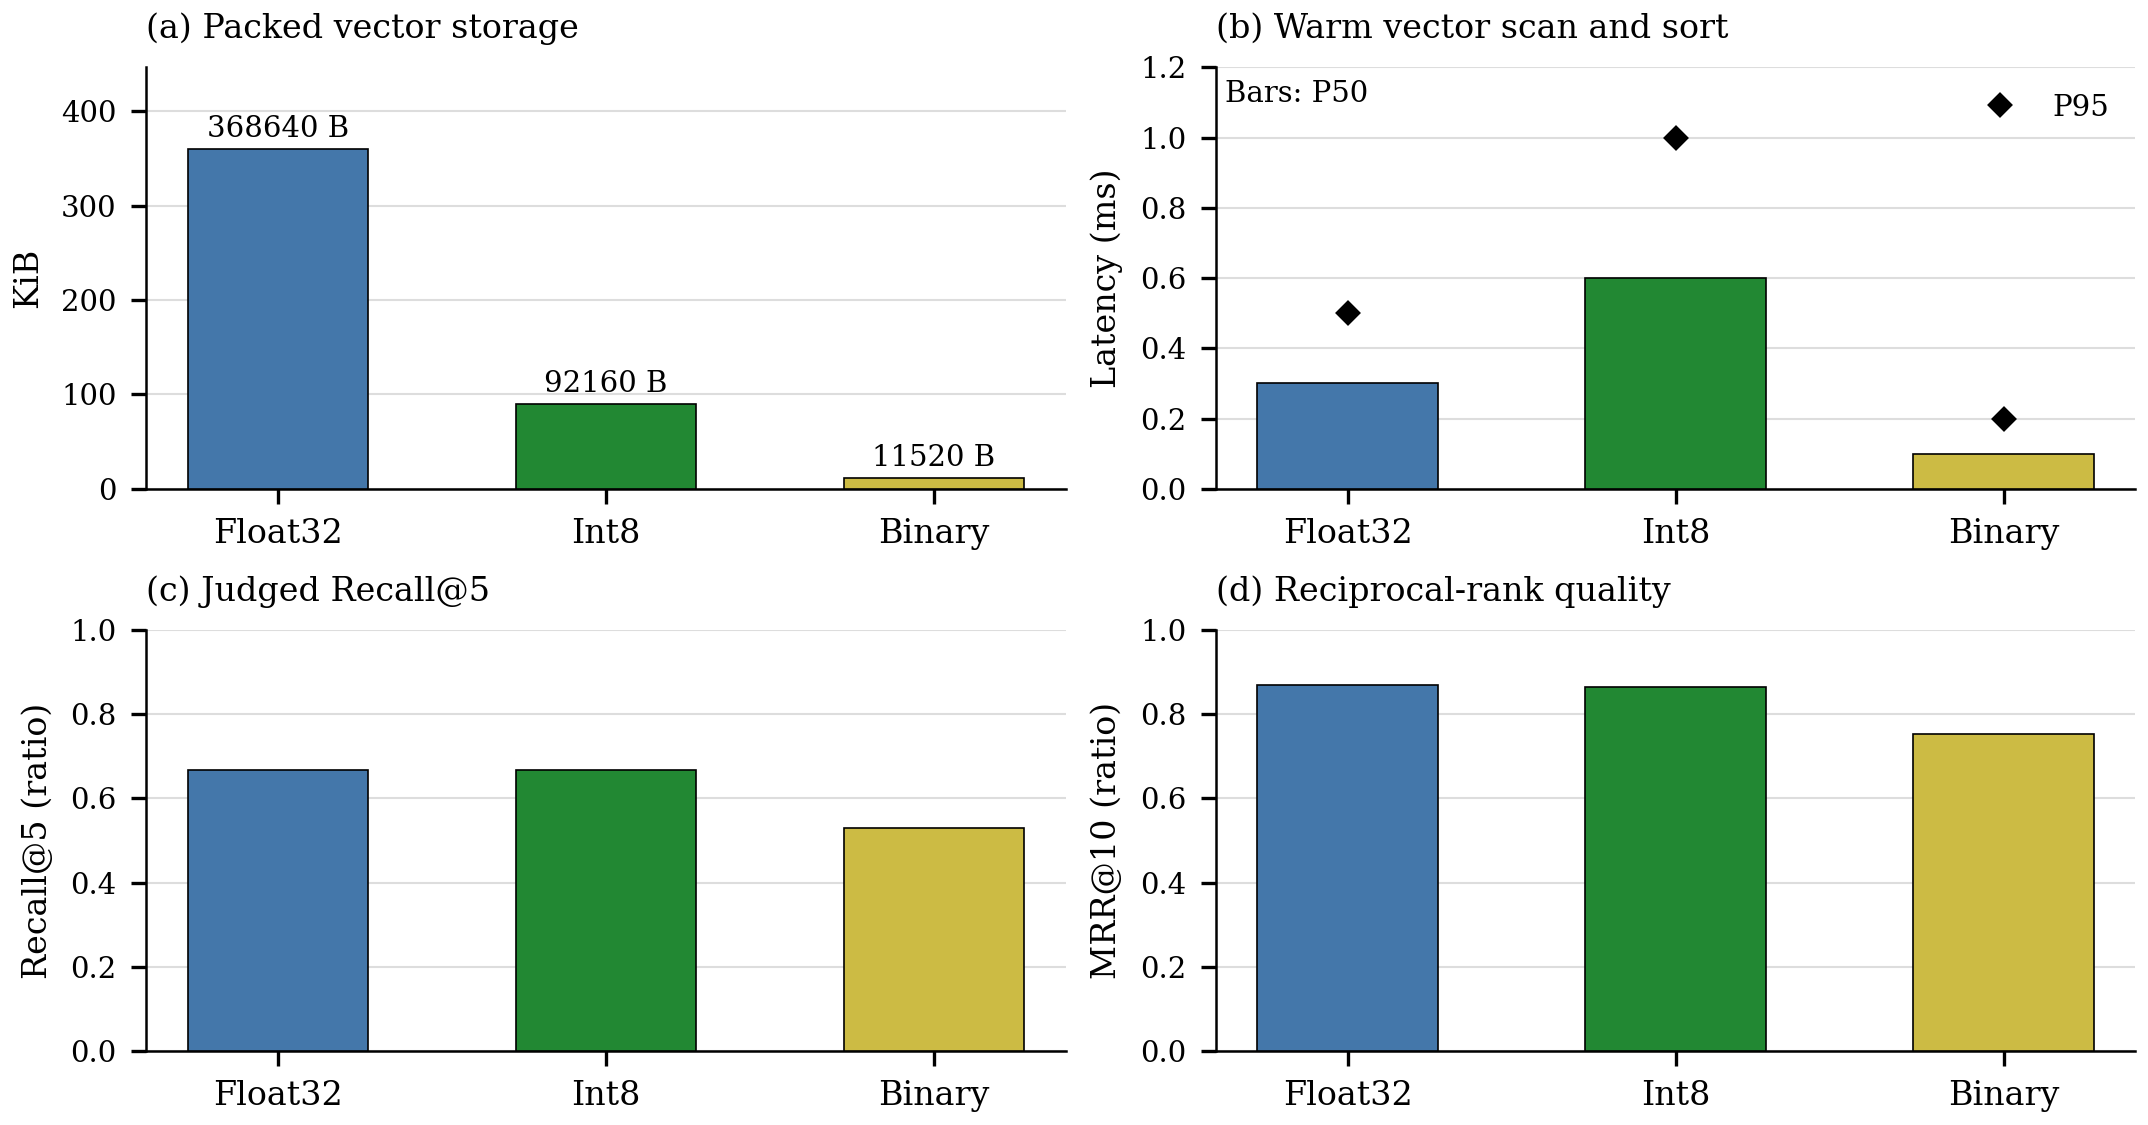 (a) Packed vector storage
KiB
400
300
200
100
0
368640 B
92160 B
11520 B
Float32
Int8
Binary
(b) Warm vector scan and sort
Latency (ms)
1.2
1.0
0.8
0.6
0.4
0.2
0.0
Bars: P50
P95
Float32
Int8
Binary
(c) Judged Recall@5
Recall@5 (ratio)
1.0
0.8
0.6
0.4
0.2
0.0
Float32
Int8
Binary
(d) Reciprocal-rank quality
MRR@10 (ratio)
1.0
0.8
0.6
0.4
0.2
0.0
Float32
Int8
Binary